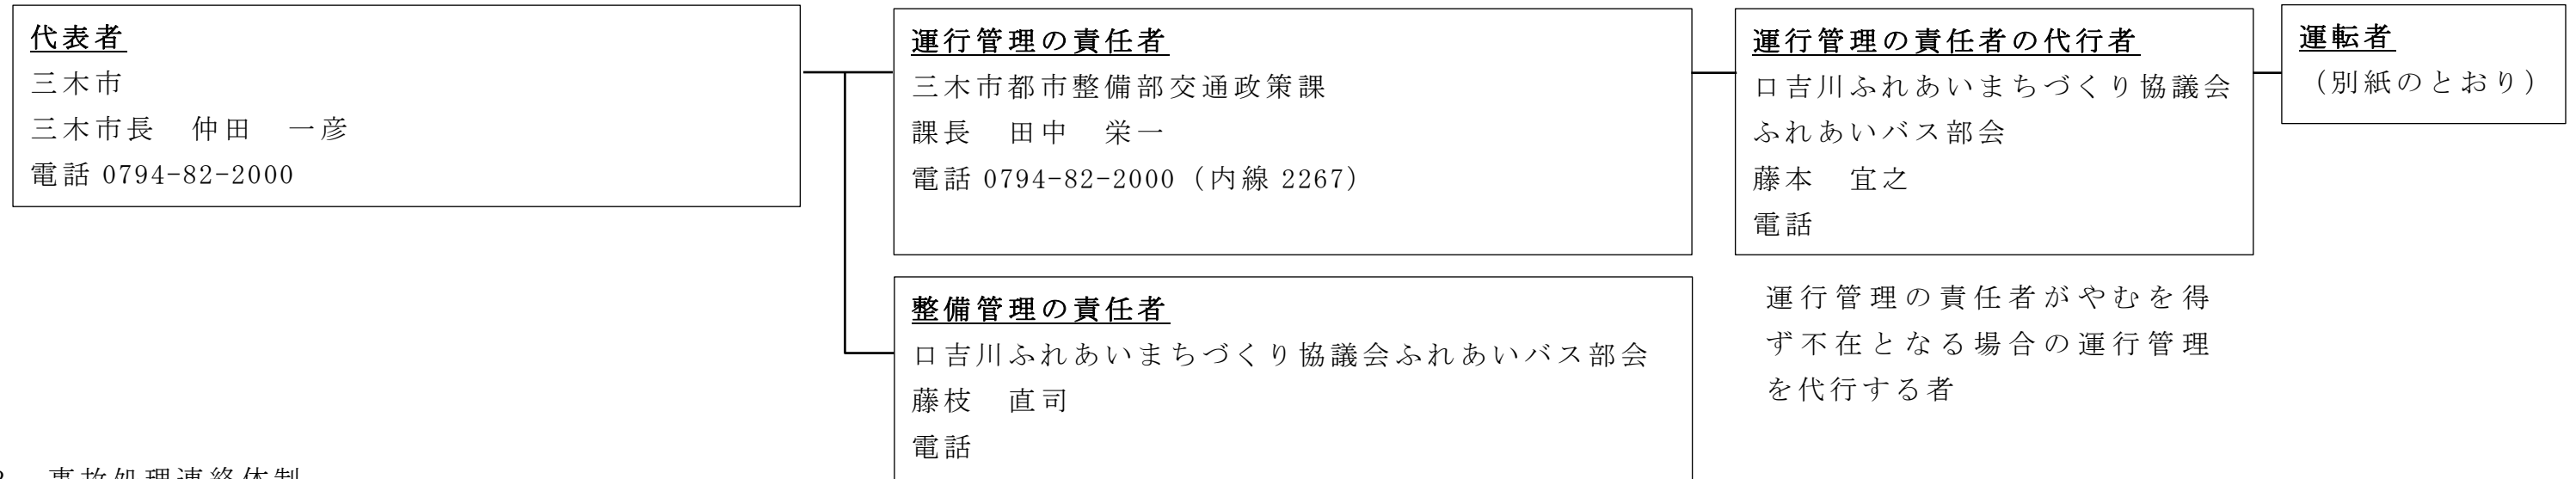 代表者
三木市
三木市長　仲田　一彦
電話 0794-82-2000
運行管理の責任者
三木市都市整備部交通政策課
課長　田中　栄一
電話 0794-82-2000（内線 2267）
運行管理の責任者の代行者
口吉川ふれあいまちづくり協議会
ふれあいバス部会
藤本　宜之
電話
運転者
（別紙のとおり）
整備管理の責任者
口吉川ふれあいまちづくり協議会ふれあいバス部会
藤枝　直司
電話
運行管理の責任者がやむを得
ず不在となる場合の運行管理
を代行する者
事故処理連絡体制